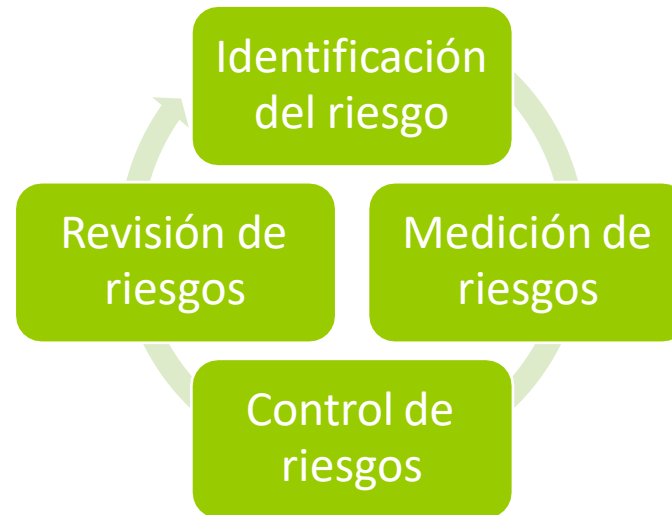 Identificación
del riesgo
Medición de
riesgos
Control de
riesgos
Revisión de
riesgos